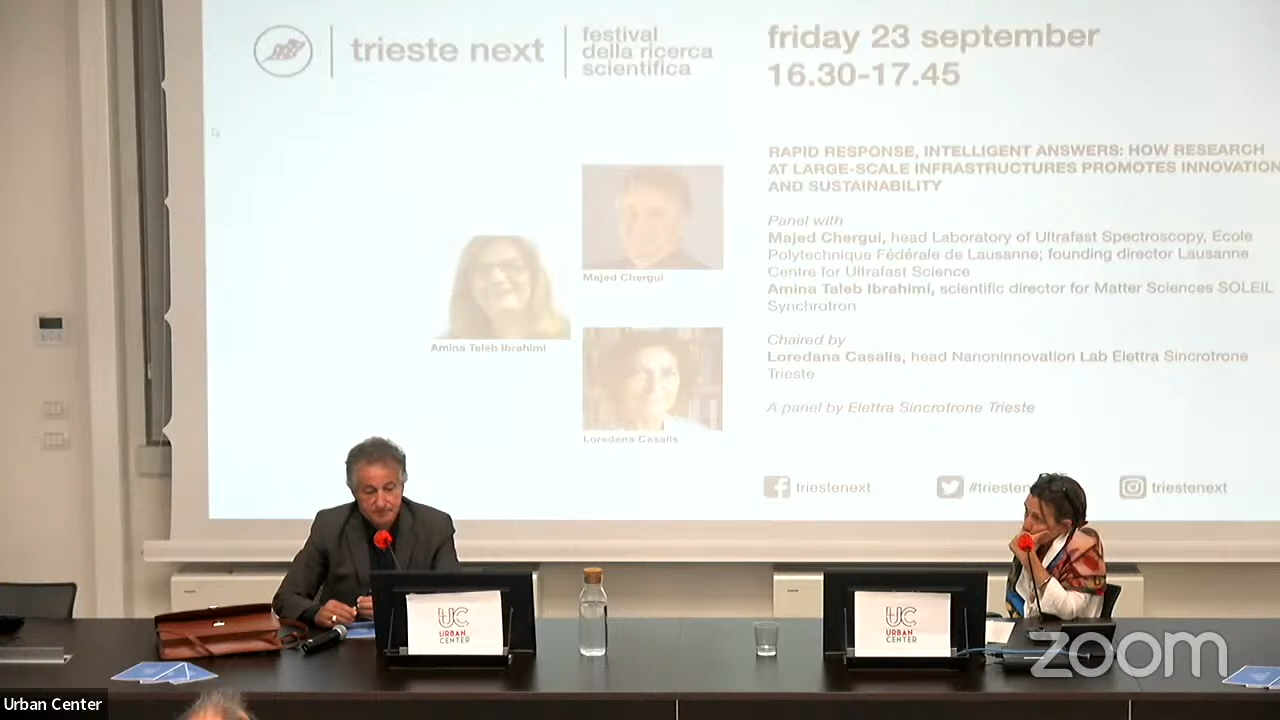 trieste next
festival
della ricerca
scientifica
friday 23 september
16.30-17.45
RAPID RESPONSE, INTELLIGENT ANSWERS: HOW RESEARCH
AT LARGE-SCALE INFRASTRUCTURES PROMOTES INNOVATION
AND SUSTAINABILITY
Panel with
Majed Chergui, head Laboratory of Ultrafast Spectroscopy, Ecole
Polytechnique Fédérale de Lausanne; founding director Lausanne
Centre for Ultrafast Science
Amina Taleb Ibrahimi, scientific director for Matter Sciences SOLEIL
Synchrotron
Chaired by
Loredana Casalis, head Nanoninnovation Lab Elettra Sincrotrone
Trieste
A panel by Elettra Sincrotrone Trieste
Majed Chergui
Amina Taleb Ibrahimi
Loredana Casalis
triestenext
triestenext
UC
URBAN
CENTER
UC
URBAN
CENTER
zoom
Urban Center